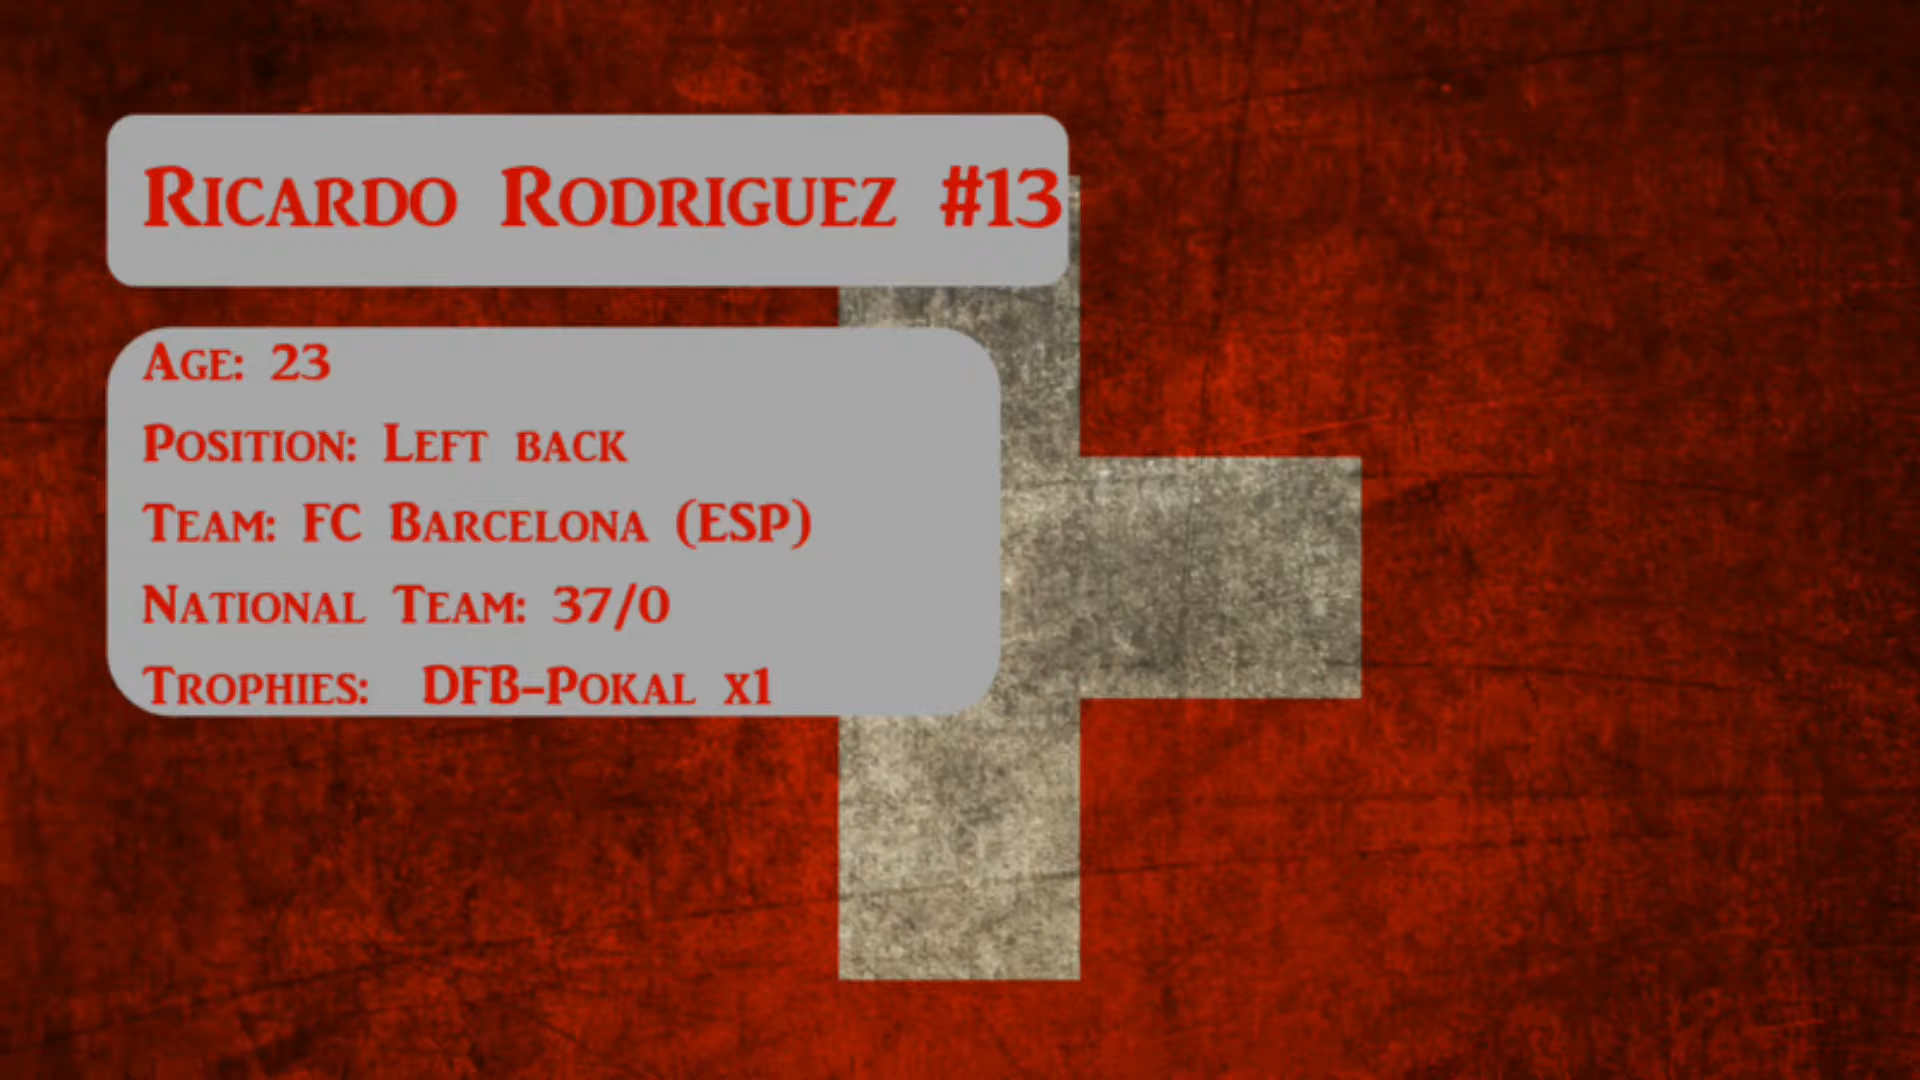 Ricardo Rodriguez #13
Age: 23
Position: Left back
Team: FC Barcelona (ESP)
National Team: 37/0
Trophies: DFB-Pokal x1